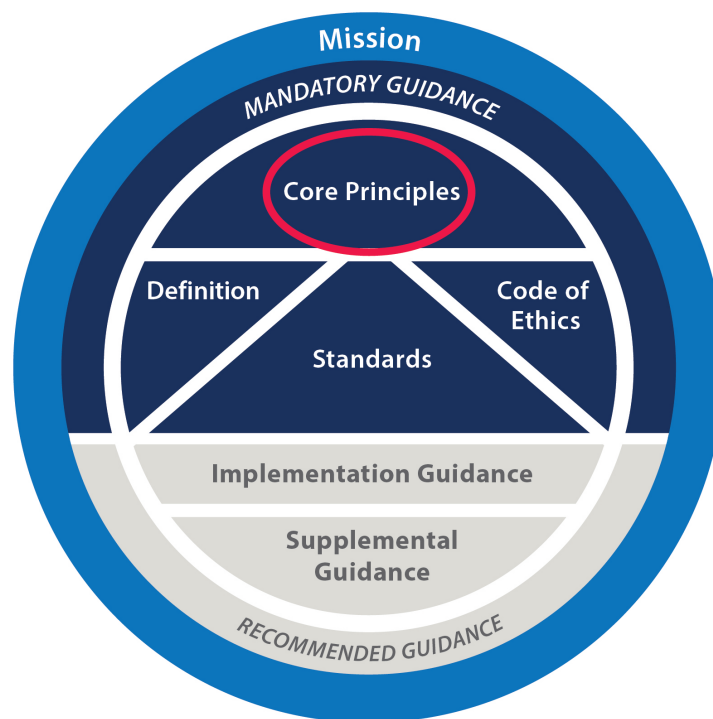 Mission
MANDATORY GUIDANCE
Core Principles
Definition
Code of
Ethics
Standards
Implementation Guidance
Supplemental
Guidance
RECOMMENDED GUIDANCE